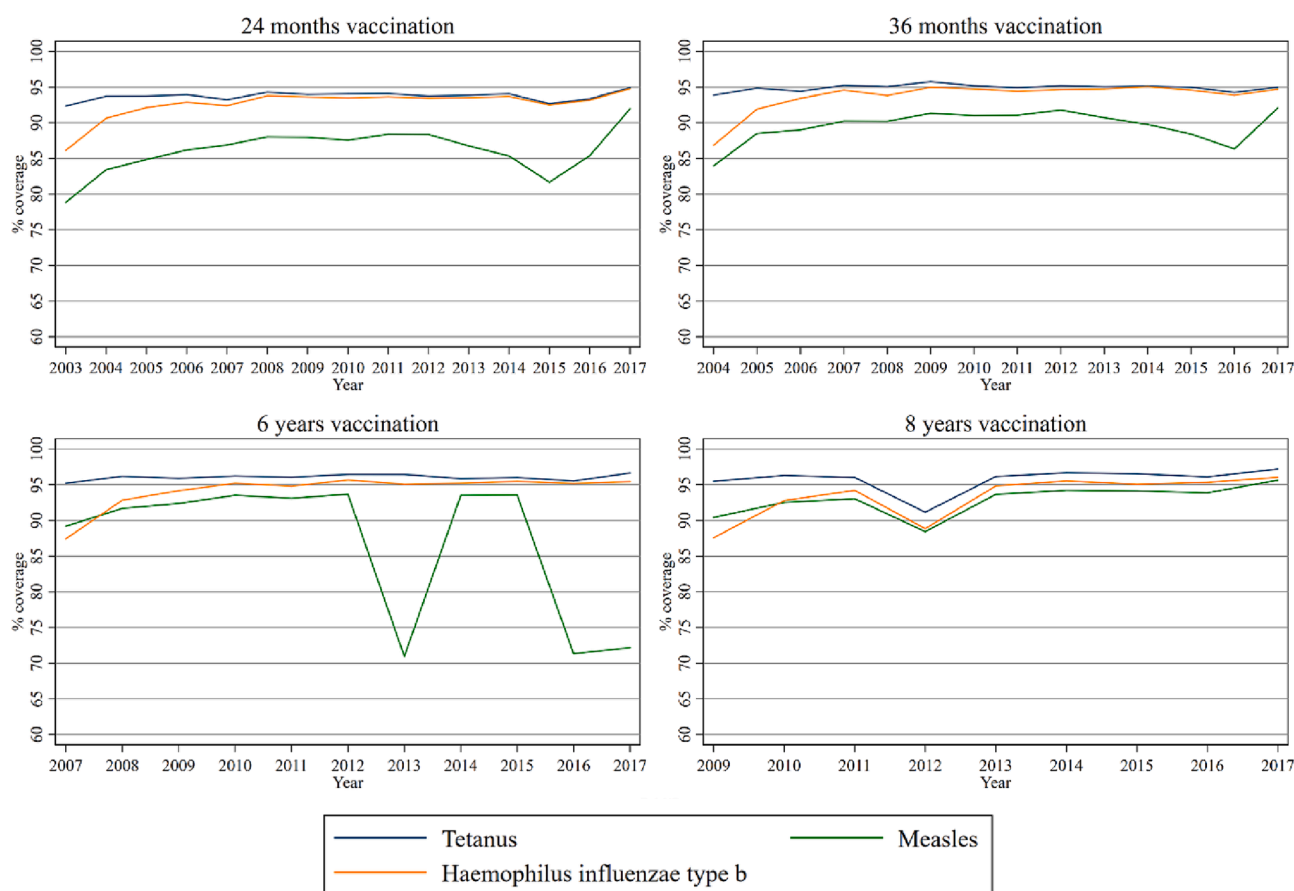 24 months vaccination
% coverage
100
95
90
85
80
75
70
65
60
2003 2004 2005 2006 2007 2008 2009 2010 2011 2012 2013 2014 2015 2016 2017
Year
36 months vaccination
% coverage
100
95
90
85
80
75
70
65
60
2004 2005 2006 2007 2008 2009 2010 2011 2012 2013 2014 2015 2016 2017
Year
6 years vaccination
% coverage
100
95
90
85
80
75
70
65
60
2007 2008 2009 2010 2011 2012 2013 2014 2015 2016 2017
Year
8 years vaccination
% coverage
100
95
90
85
80
75
70
65
60
2009 2010 2011 2012 2013 2014 2015 2016 2017
Year
Tetanus
Measles
Haemophilus influenzae type b